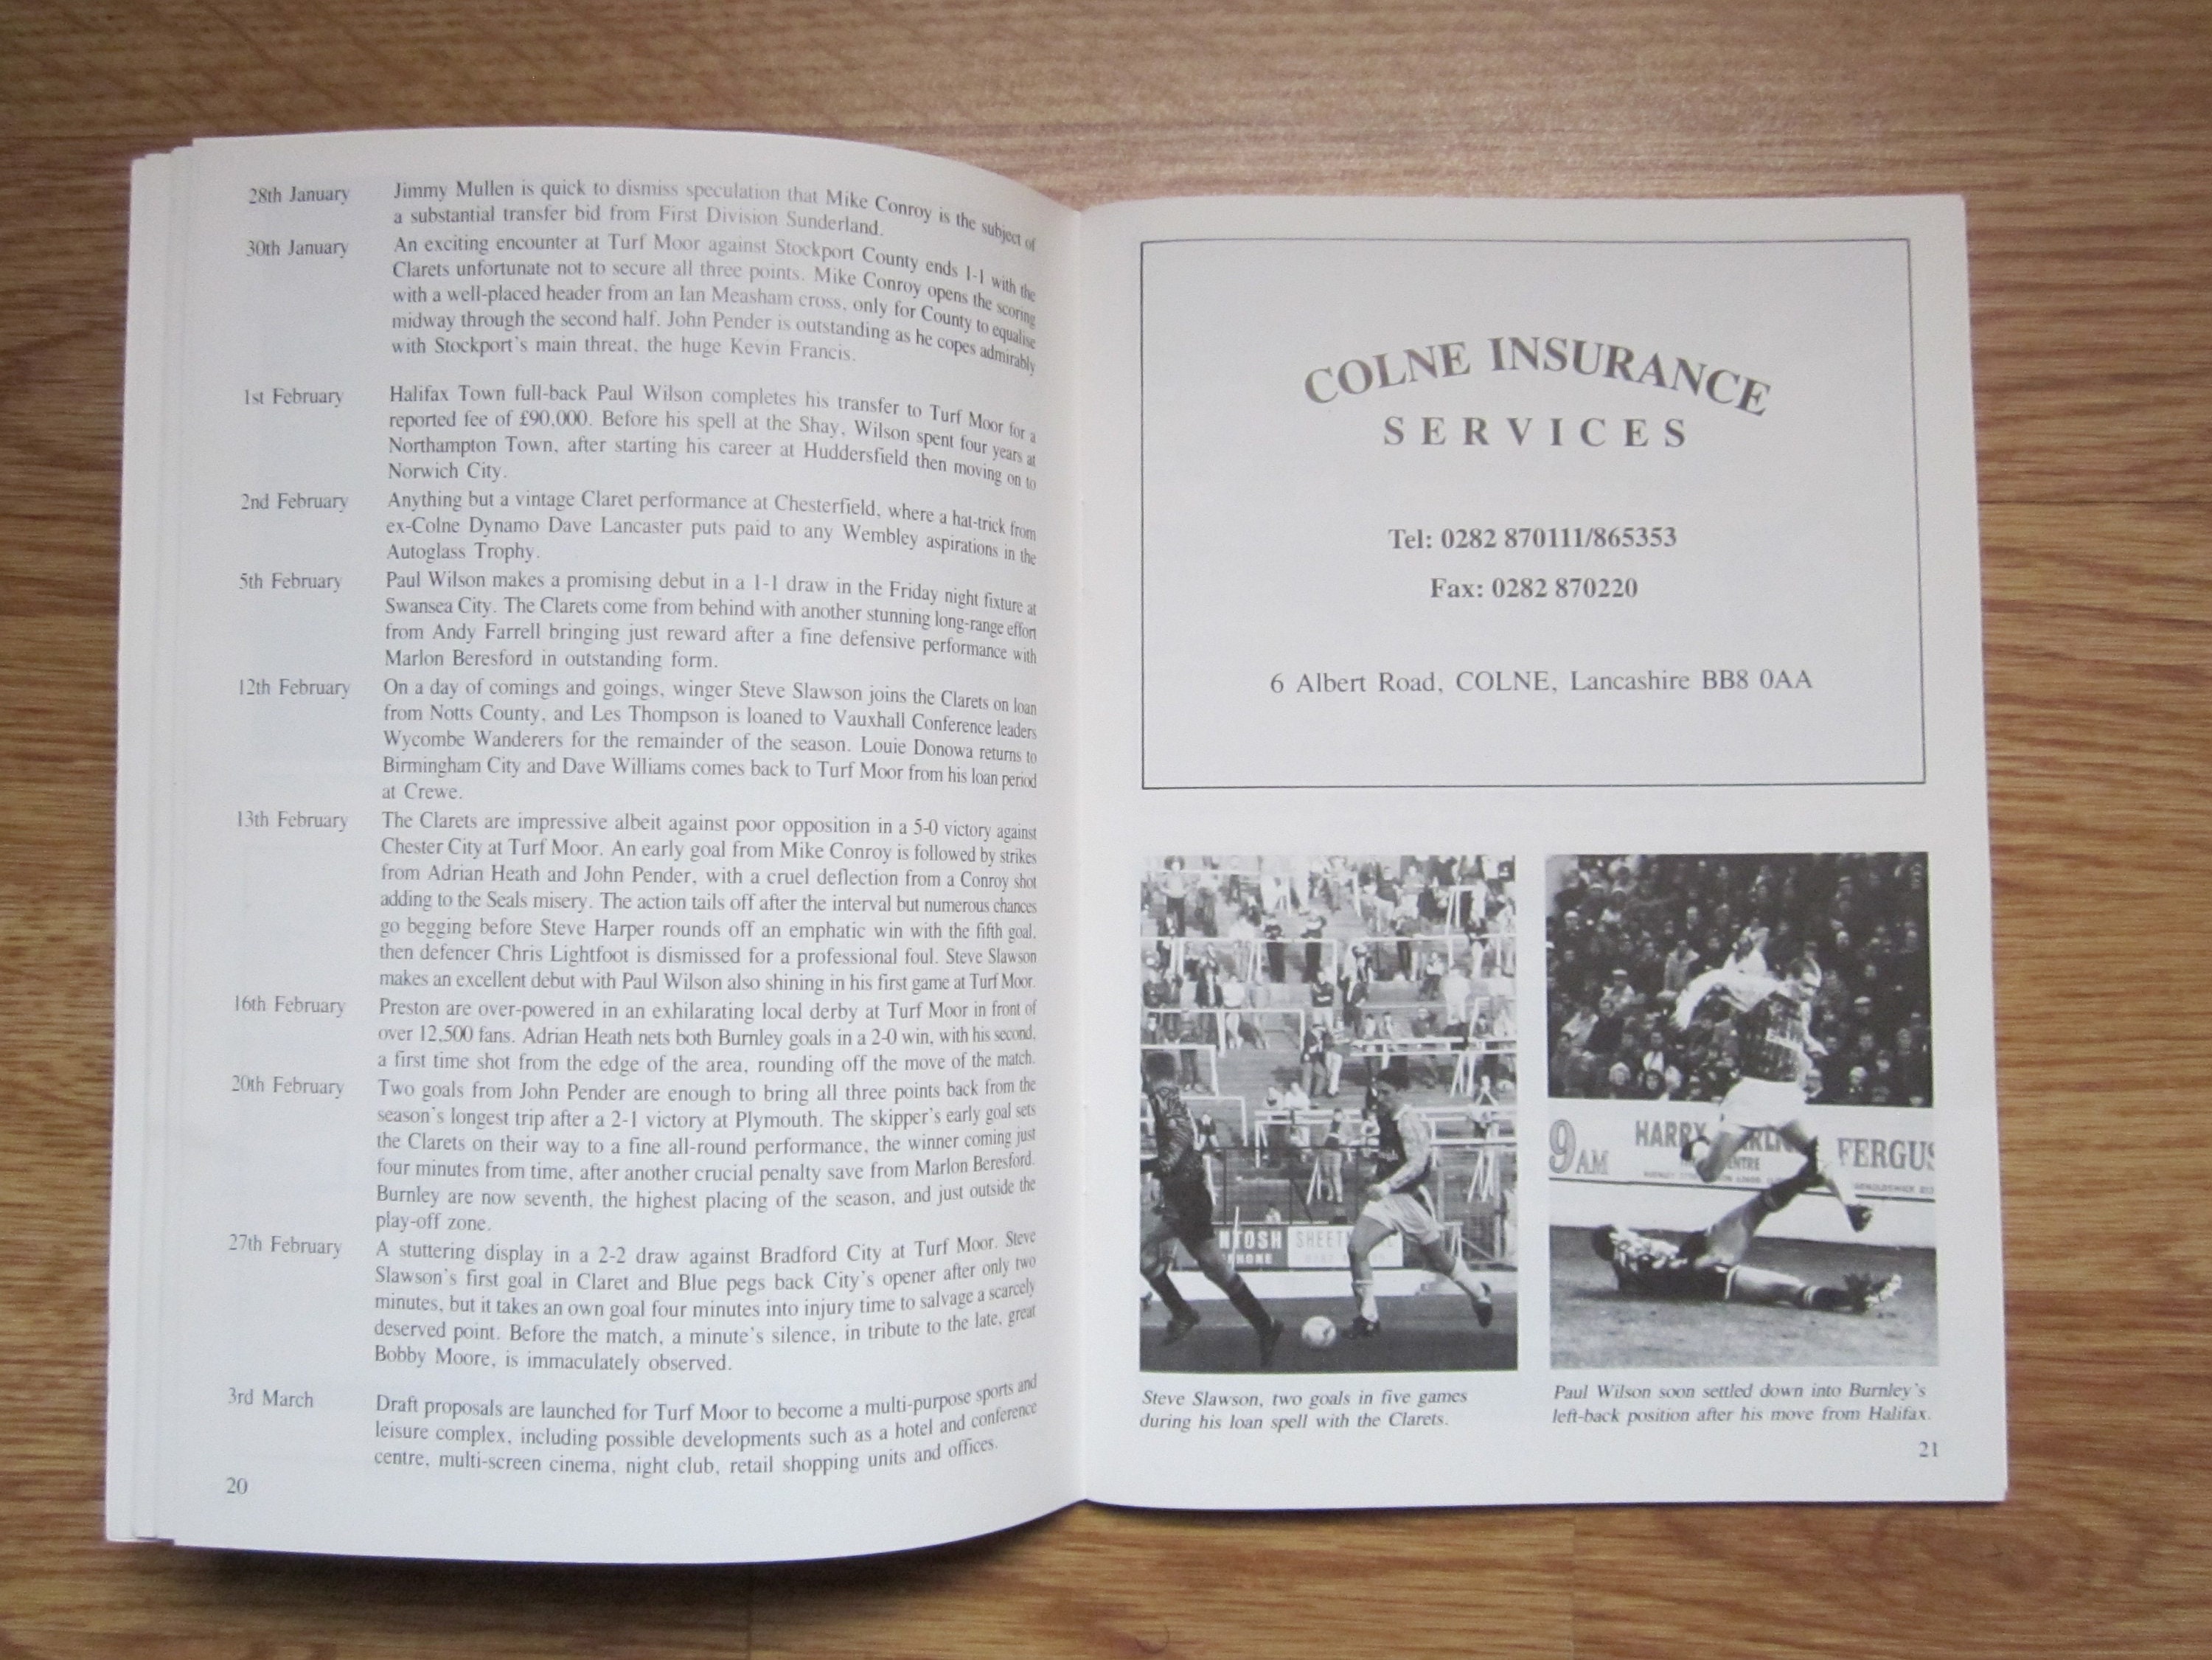 28th January Jimmy Mullen is quick to dismiss speculation that Mike Conroy is the subject of
a substantial transfer bid from First Division Sunderland.
30th January An exciting encounter at Turf Moor against Stockport County ends 1-1 with the
Clarets unfortunate not to secure all three points. Mike Conroy opens the scoring
with a well-placed header from an Ian Measham cross, only for County to equalise
midway through the second half. John Pender is outstanding as he copes admirably
with Stockport's main threat, the huge Kevin Francis.
1st February Halifax Town full-back Paul Wilson completes his transfer to Turf Moor for a
reported fee of £90,000. Before his spell at the Shay, Wilson spent four years at
Northampton Town, after starting his career at Huddersfield then moving on to
Norwich City.
2nd February Anything but a vintage Claret performance at Chesterfield, where a hat-trick from
ex-Colne Dynamo Dave Lancaster puts paid to any Wembley aspirations in the
Autoglass Trophy.
5th February Paul Wilson makes a promising debut in a 1-1 draw in the Friday night fixture at
Swansea City. The Clarets come from behind with another stunning long-range effort
from Andy Farrell bringing just reward after a fine defensive performance with
Marlon Beresford in outstanding form.
12th February On a day of comings and goings, winger Steve Slawson joins the Clarets on loan
from Notts County, and Les Thompson is loaned to Vauxhall Conference leaders
Wycombe Wanderers for the remainder of the season. Louie Donowa returns to
Birmingham City and Dave Williams comes back to Turf Moor from his loan period
at Crewe.
13th February The Clarets are impressive albeit against poor opposition in a 5-0 victory against
Chester City at Turf Moor. An early goal from Mike Conroy is followed by strikes
from Adrian Heath and John Pender, with a cruel deflection from a Conroy shot
adding to the Seals misery. The action tails off after the interval but numerous chances
go begging before Steve Harper rounds off an emphatic win with the fifth goal,
then defencer Chris Lightfoot is dismissed for a professional foul. Steve Slawson
makes an excellent debut with Paul Wilson also shining in his first game at Turf Moor.
16th February Preston are over-powered in an exhilarating local derby at Turf Moor in front of
over 12,500 fans. Adrian Heath nets both Burnley goals in a 2-0 win, with his second,
a first time shot from the edge of the area, rounding off the move of the match.
20th February Two goals from John Pender are enough to bring all three points back from the
season's longest trip after a 2-1 victory at Plymouth. The skipper's early goal sets
the Clarets on their way to a fine all-round performance, the winner coming just
four minutes from time, after another crucial penalty save from Marlon Beresford.
Burnley are now seventh, the highest placing of the season, and just outside the
play-off zone.
27th February A stuttering display in a 2-2 draw against Bradford City at Turf Moor. Steve
Slawson's first goal in Claret and Blue pegs back City's opener after only two
minutes, but it takes an own goal four minutes into injury time to salvage a scarcely
deserved point. Before the match, a minute's silence, in tribute to the late, great
Bobby Moore, is immaculately observed.
3rd March Draft proposals are launched for Turf Moor to become a multi-purpose sports and
leisure complex, including possible developments such as a hotel and conference
centre, multi-screen cinema, night club, retail shopping units and offices.
20
COLNE INSURANCE
SERVICES
Tel: 0282 870111/865353
Fax: 0282 870220
6 Albert Road, COLNE, Lancashire BB8 0AA
NTOSH
9AM
HARRY
FERGUS
Steve Slawson, two goals in five games
during his loan spell with the Clarets.
Paul Wilson soon settled down into Burnley's
left-back position after his move from Halifax.
21